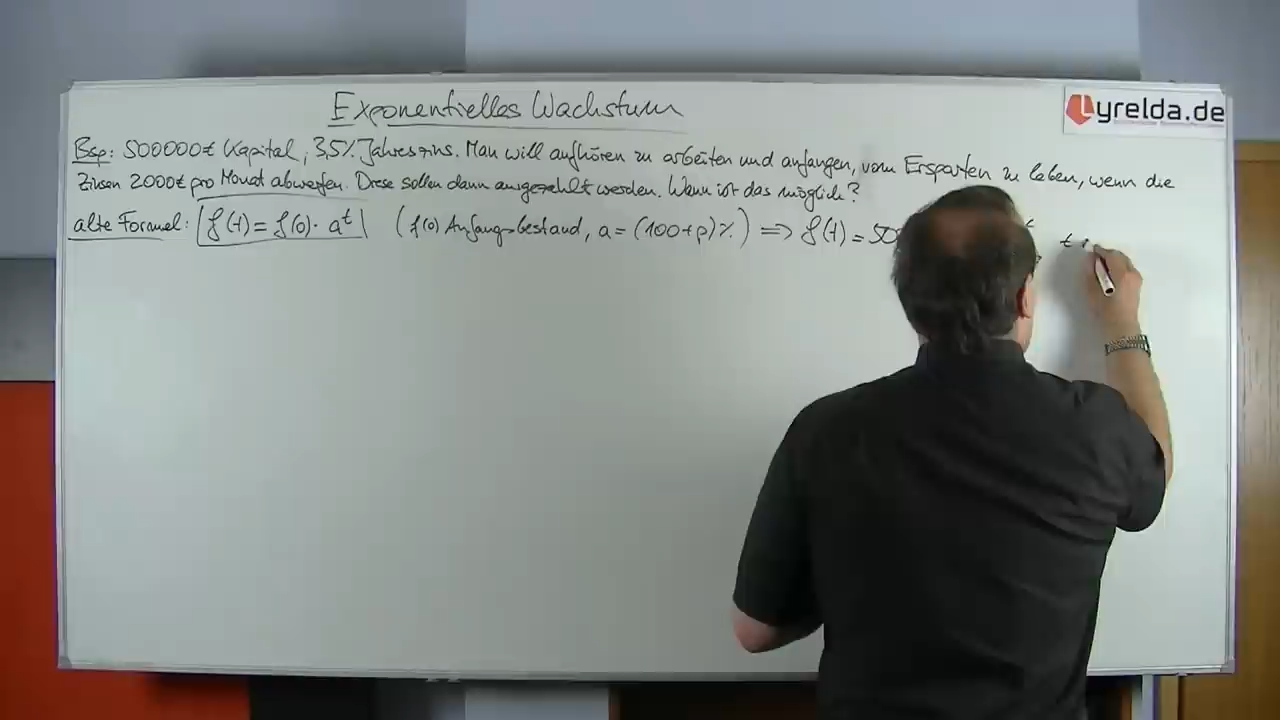 Exponentielles Wachstum
Lyrelda.de
Bsp: 500000€ Kapital, 3,5% Jahreszins. Man will aufhören zu arbeiten und anfangen, vom Ersparten zu leben, wenn die
Zinsen 2000€ pro Monat abwerfen. Diese sollen dann ausgezahlt werden. Wann ist das möglich?
alte Formel: f(t) = f(0) · a^t (f(0) Anfangsbestand, a = (100+p)%) => f(t) = 50 t t